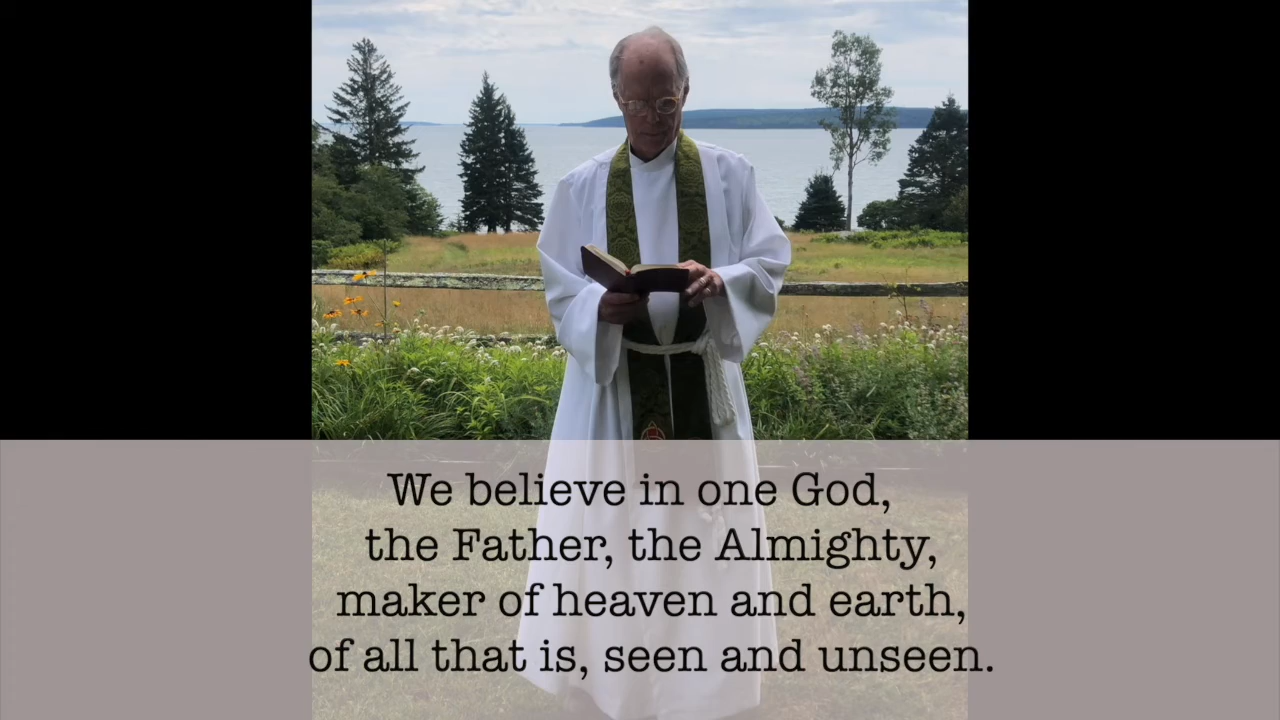 We believe in one God,
the Father, the Almighty,
maker of heaven and earth,
of all that is, seen and unseen.